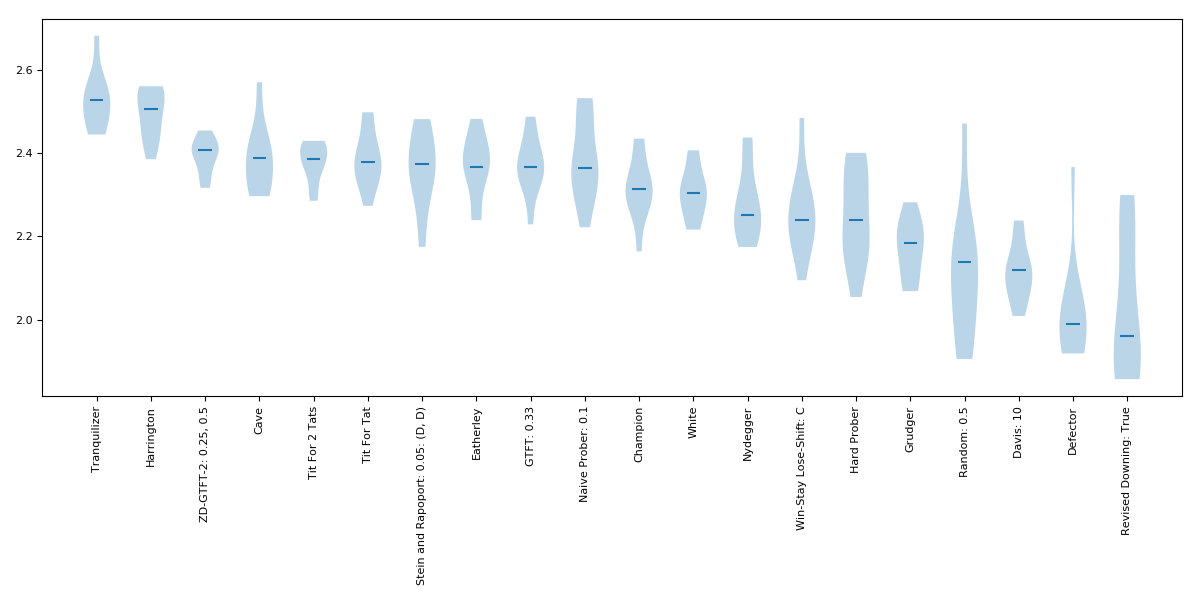 2.6
2.4
2.2
2.0
Tranquilizer
Harrington
ZD-GTFT-2: 0.25, 0.5
Cave
Tit For 2 Tats
Tit For Tat
Stein and Rapoport: 0.05: (D, D)
Eatherley
GTFT: 0.33
Naive Prober: 0.1
Champion
White
Nydegger
Win-Stay Lose-Shift: C
Hard Prober
Grudger
Random: 0.5
Davis: 10
Defector
Revised Downing: True